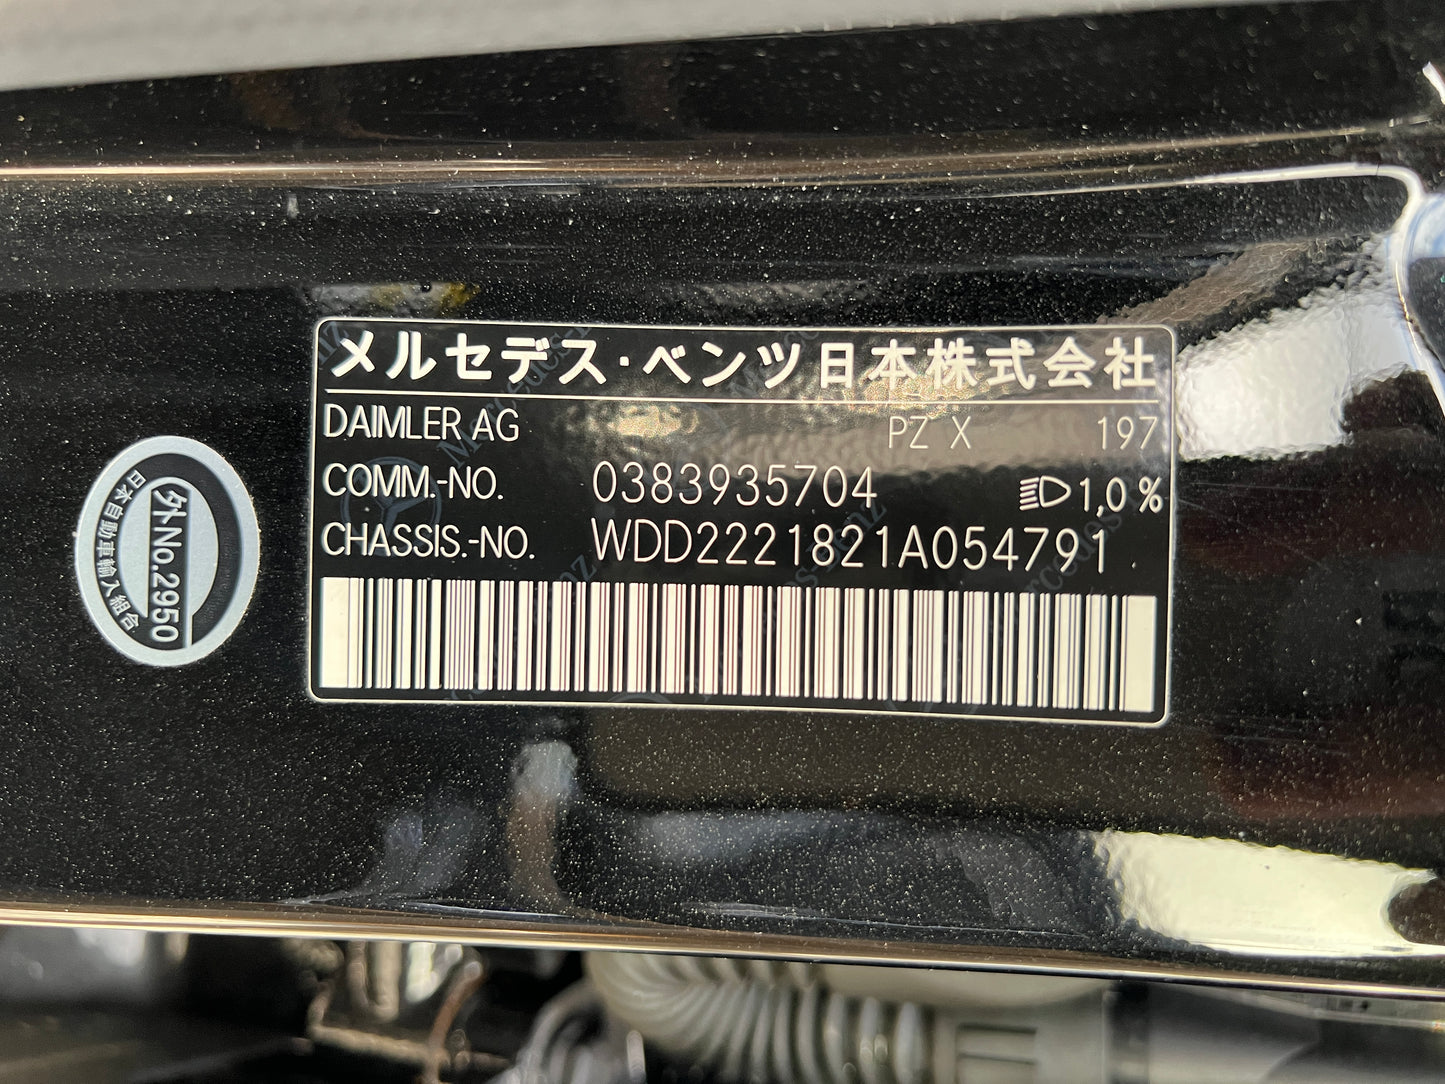 メルセデス・ベンツ日本株式会社
DAIMLER AG PZ X 197
COMM.-NO. 0383935704 1,0 %
CHASSIS.-NO. WDD2221821A054791
外No.2950
日本自動車輸入組合
Mercedes-Benz